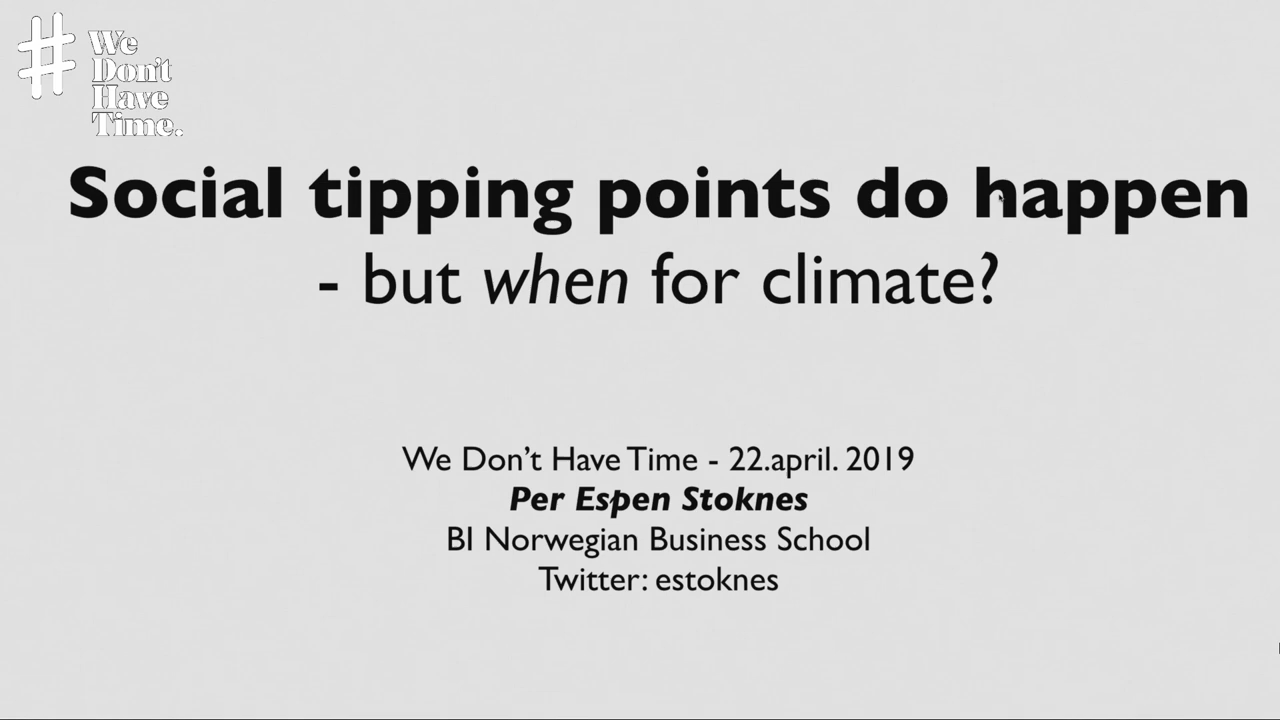 We
Don't
Have
Time.
Social tipping points do happen
- but when for climate?
We Don't Have Time - 22.april. 2019
Per Espen Stoknes
BI Norwegian Business School
Twitter: estoknes